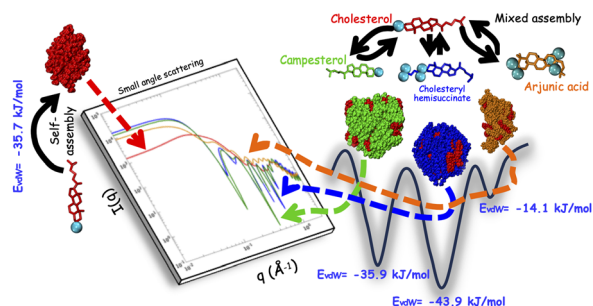 Cholesterol
Mixed assembly
Campesterol
Cholesteryl
hemisuccinate
Arjunic acid
Small angle scattering
Self-
assembly
EvdW= -35.7 kJ/mol
I(q)
q (Å-1)
EvdW= -14.1 kJ/mol
EvdW= -35.9 kJ/mol
EvdW= -43.9 kJ/mol